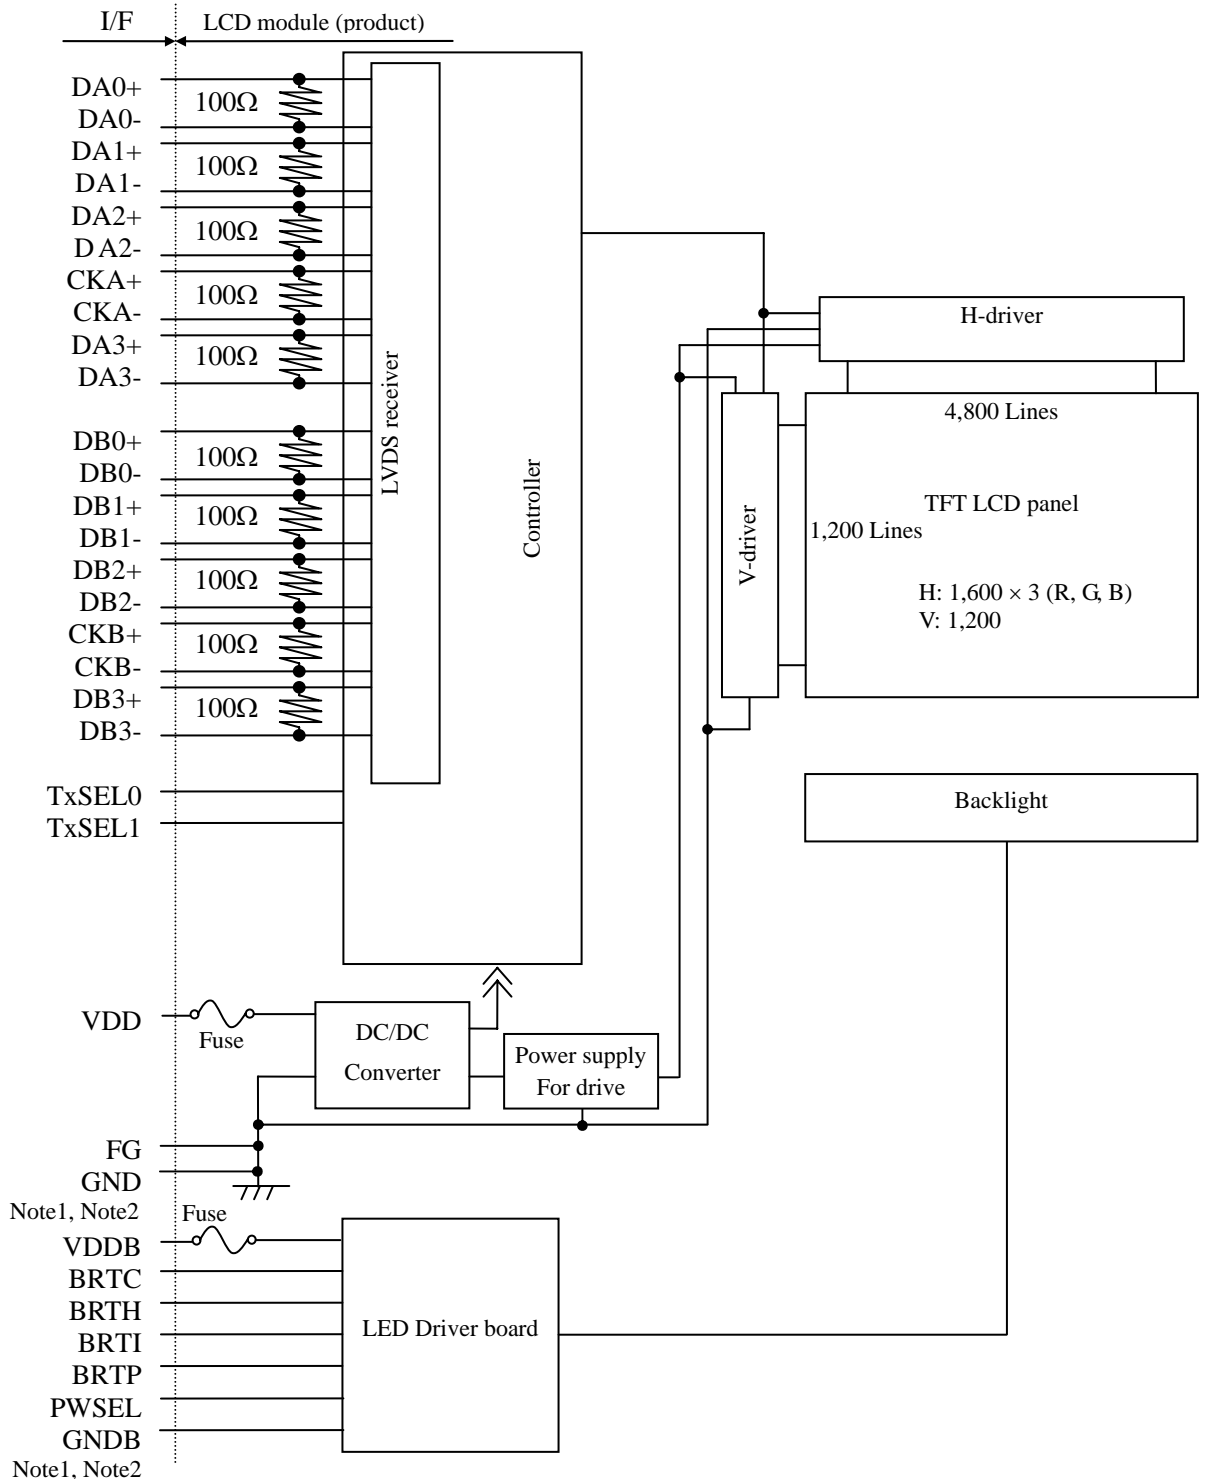 I/F
LCD module (product)
DA0+
100Ω
DA0-
DA1+
100Ω
DA1-
DA2+
100Ω
DA2-
CKA+
100Ω
CKA-
DA3+
100Ω
DA3-
DB0+
100Ω
DB0-
DB1+
100Ω
DB1-
DB2+
100Ω
DB2-
CKB+
100Ω
CKB-
DB3+
100Ω
DB3-
TxSEL0
TxSEL1
LVDS receiver
Controller
H-driver
V-driver
4,800 Lines
TFT LCD panel
1,200 Lines
H: 1,600 × 3 (R, G, B)
V: 1,200
Backlight
VDD
Fuse
DC/DC
Converter
Power supply
For drive
FG
GND
Note1, Note2
Fuse
VDDB
BRTC
BRTH
BRTI
BRTP
PWSEL
GNDB
Note1, Note2
LED Driver board